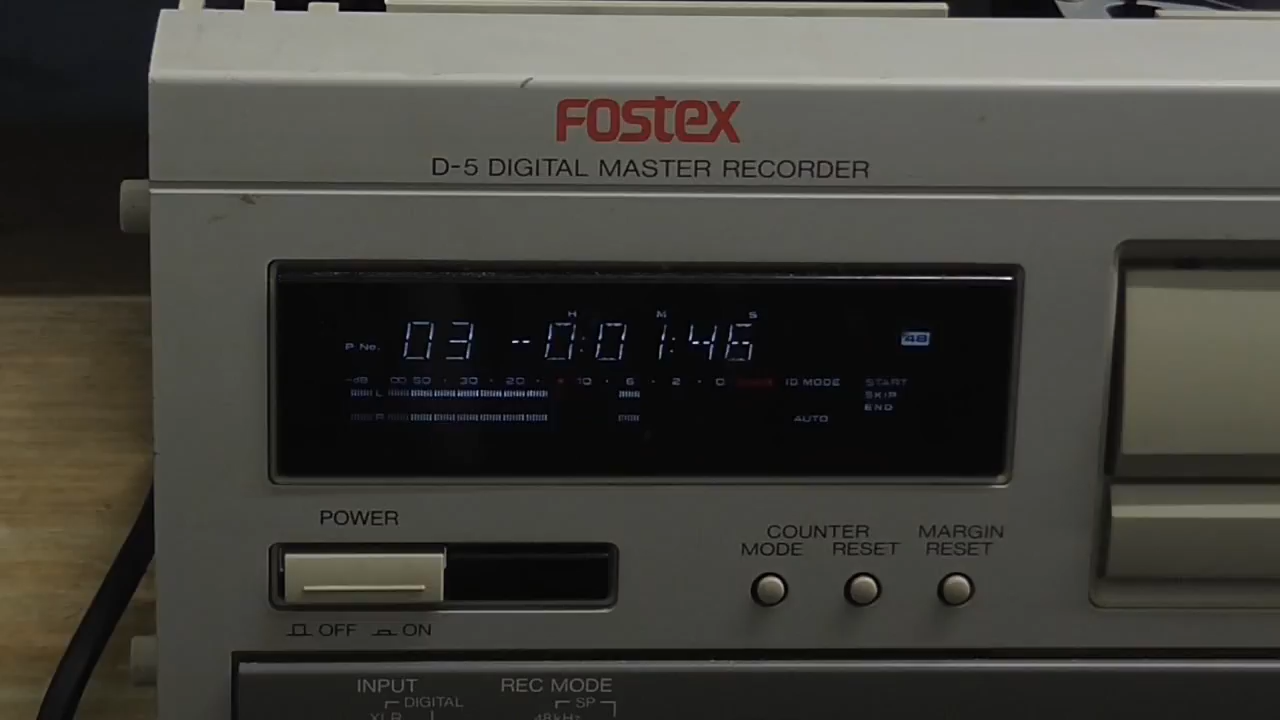 FOSTEX
D-5 DIGITAL MASTER RECORDER
H M S
P No. 03 --0:01:46 48
-dB ∞ 50 · 30 · 20 · · 10 · 6 · 2 · 0 ID MODE START
L SKIP
END
R AUTO
POWER
COUNTER MARGIN
MODE RESET RESET
OFF ON
INPUT REC MODE
DIGITAL SP
XLR 48kHz